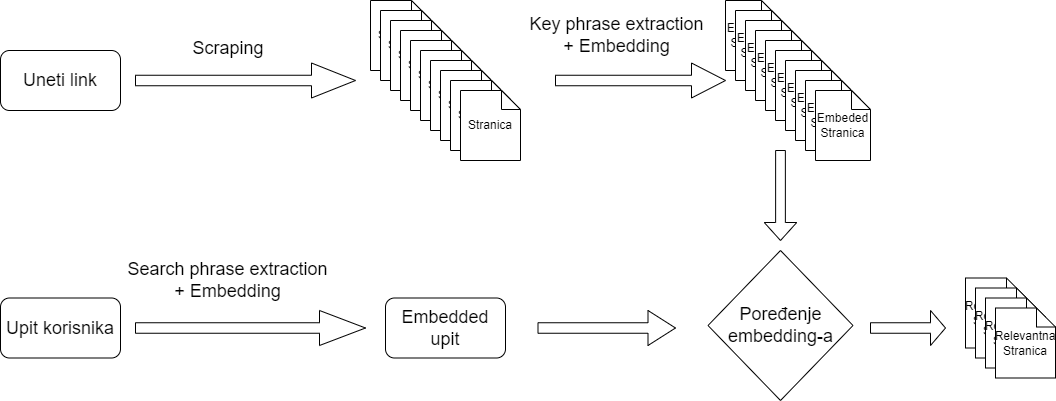 Uneti link
Scraping
Stranica
Key phrase extraction
+ Embedding
Embeded
Stranica
Upit korisnika
Search phrase extraction
+ Embedding
Embedded
upit
Poređenje
embedding-a
Relevantna
Stranica